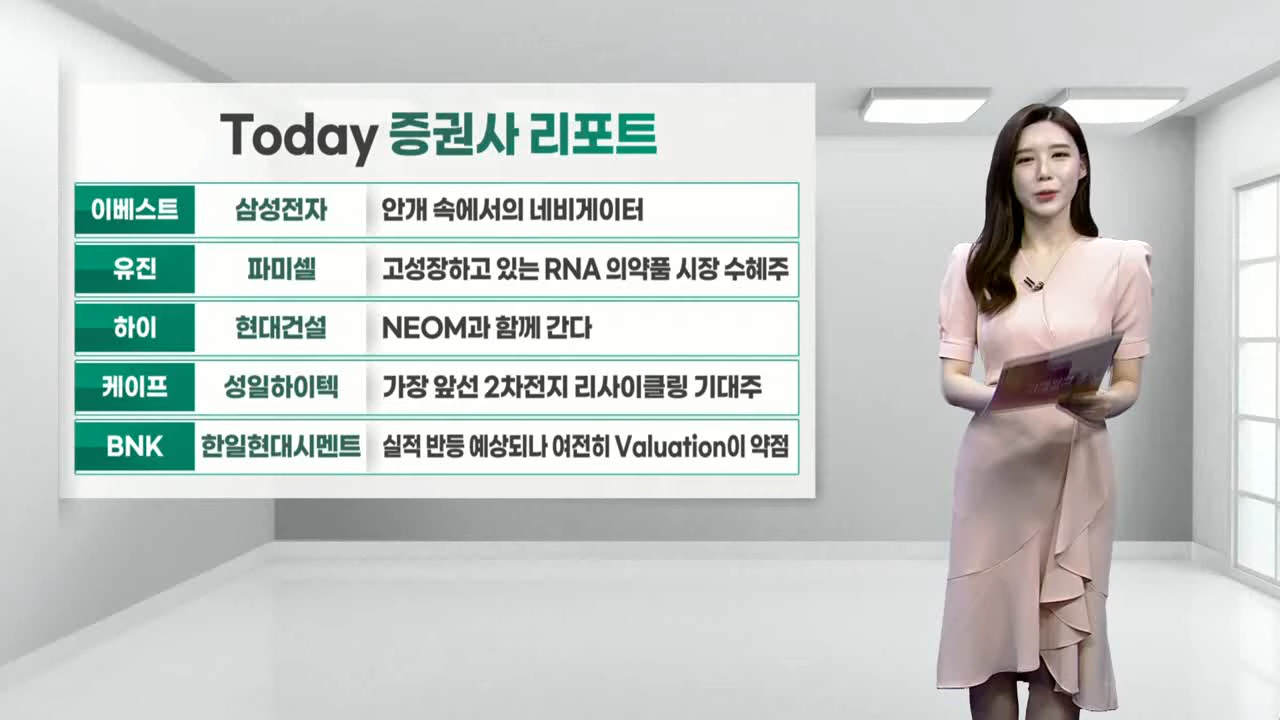 Today 증권사 리포트
이베스트 삼성전자 안개 속에서의 네비게이터
유진 파미셀 고성장하고 있는 RNA 의약품 시장 수혜주
하이 현대건설 NEOM과 함께 간다
케이프 성일하이텍 가장 앞선 2차전지 리사이클링 기대주
BNK 한일현대시멘트 실적 반등 예상되나 여전히 Valuation이 약점